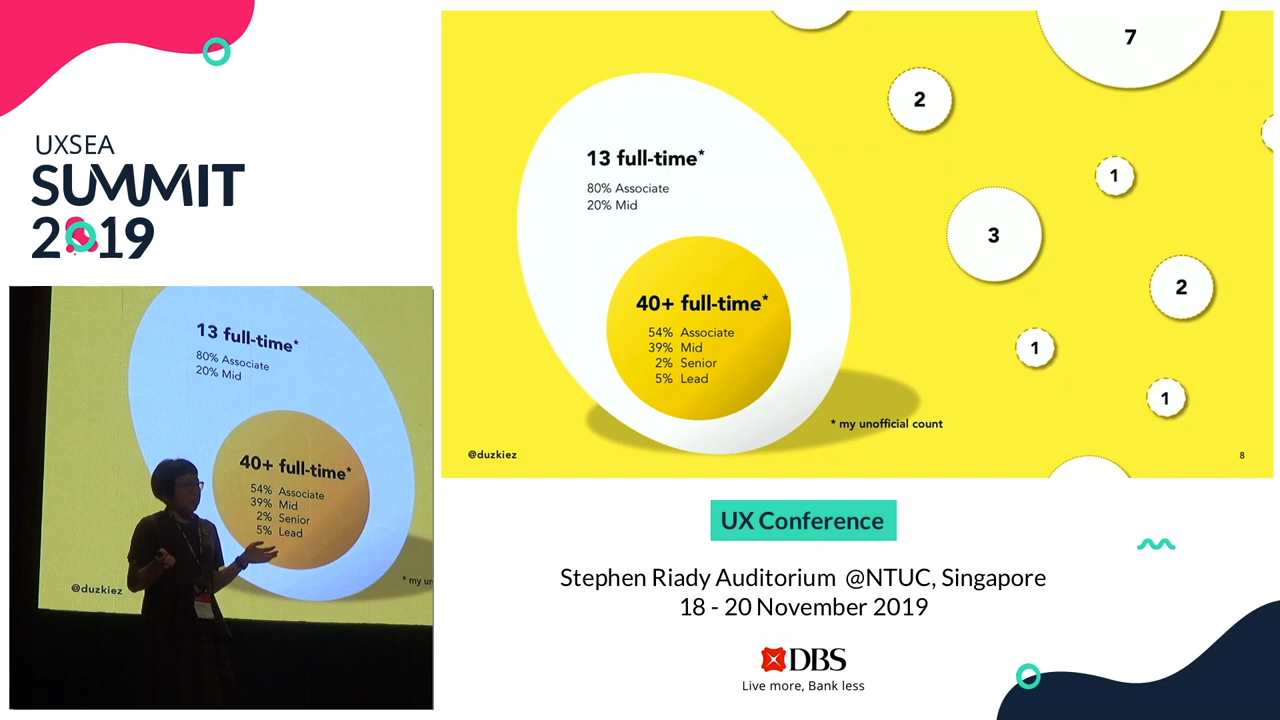 UXSEA
SUMMIT
2019
13 full-time*
80% Associate
20% Mid
40+ full-time*
54% Associate
39% Mid
2% Senior
5% Lead
@duzkiez
* my un
13 full-time*
80% Associate
20% Mid
40+ full-time*
54% Associate
39% Mid
2% Senior
5% Lead
* my unofficial count
@duzkiez
8
7
2
1
3
2
1
1
UX Conference
Stephen Riady Auditorium @NTUC, Singapore
18 - 20 November 2019
DBS
Live more, Bank less